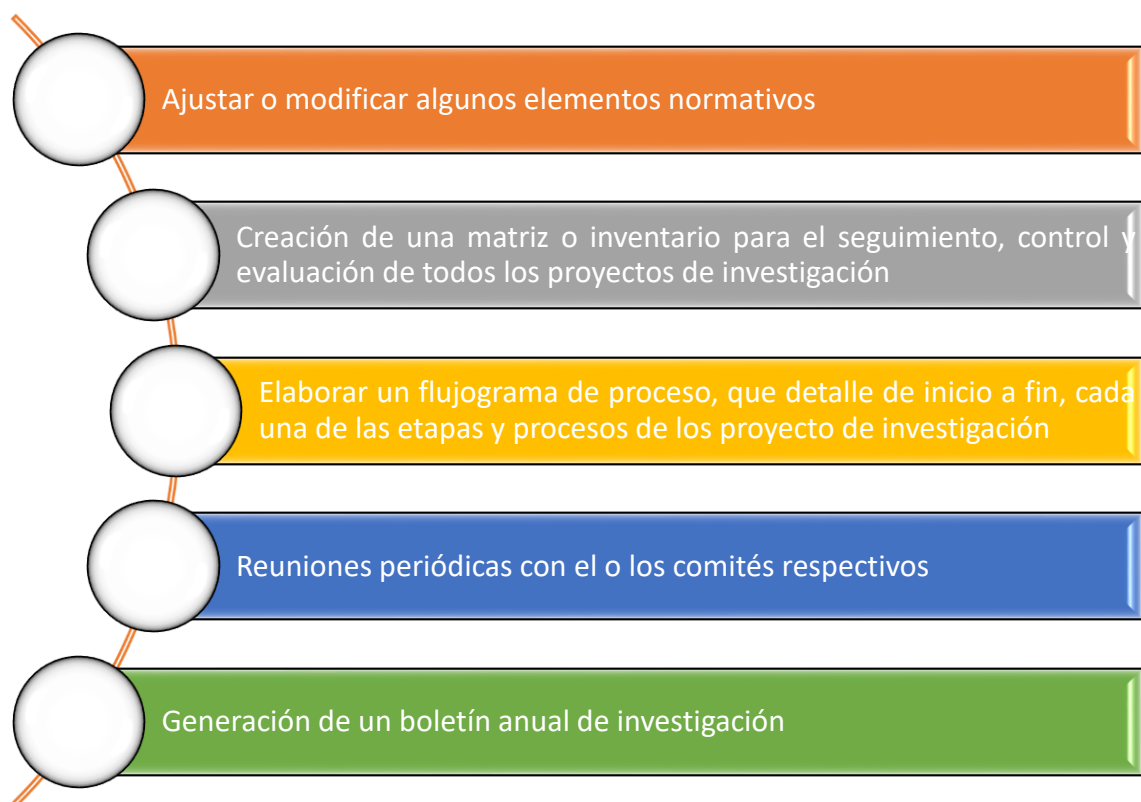 Ajustar o modificar algunos elementos normativos
Creación de una matriz o inventario para el seguimiento, control y
evaluación de todos los proyectos de investigación
Elaborar un flujograma de proceso, que detalle de inicio a fin, cada
una de las etapas y procesos de los proyecto de investigación
Reuniones periódicas con el o los comités respectivos
Generación de un boletín anual de investigación